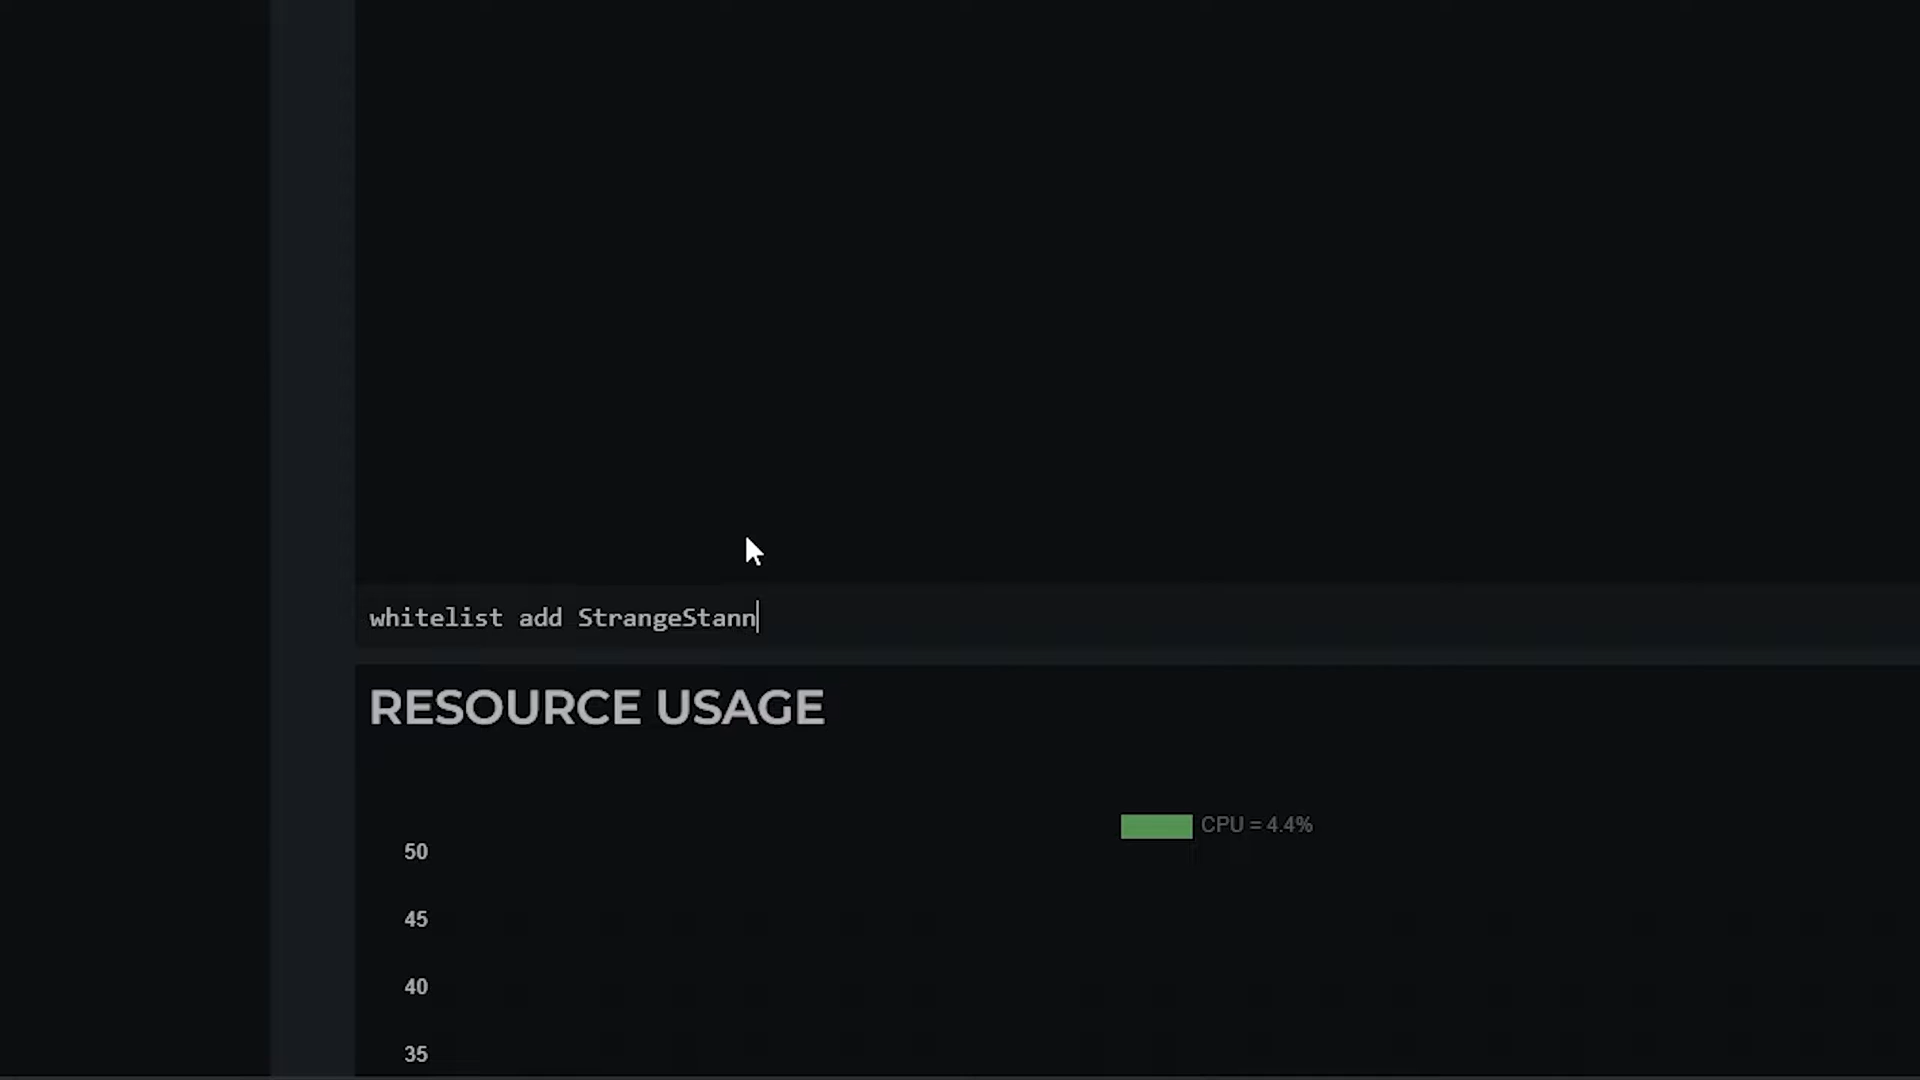 whitelist add StrangeStann
RESOURCE USAGE
CPU = 4.4%
50
45
40
35